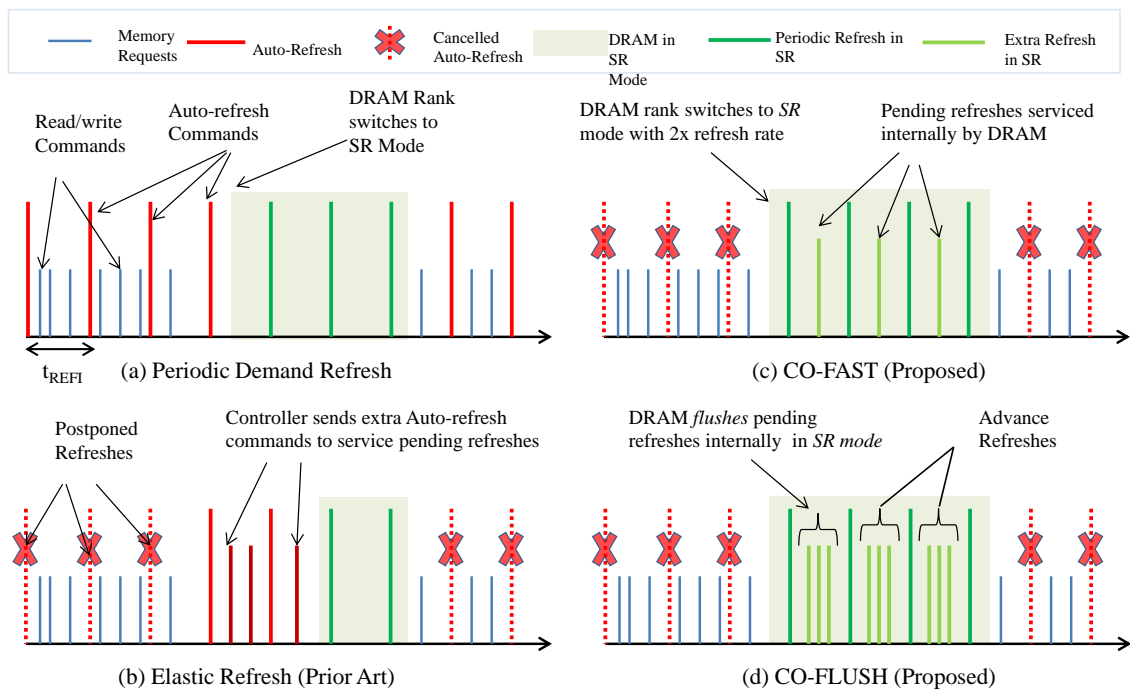 Memory
Requests
Auto-Refresh
Cancelled
Auto-Refresh
DRAM in
SR
Mode
Periodic Refresh in
SR
Extra Refresh
in SR
Read/write
Commands
Auto-refresh
Commands
DRAM Rank
switches to
SR Mode
tREFI
(a) Periodic Demand Refresh
DRAM rank switches to SR
mode with 2x refresh rate
Pending refreshes serviced
internally by DRAM
(c) CO-FAST (Proposed)
Postponed
Refreshes
Controller sends extra Auto-refresh
commands to service pending refreshes
(b) Elastic Refresh (Prior Art)
DRAM flushes pending
refreshes internally in SR mode
Advance
Refreshes
(d) CO-FLUSH (Proposed)